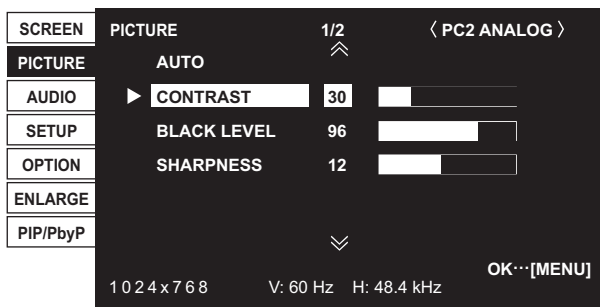 SCREEN
PICTURE
AUDIO
SETUP
OPTION
ENLARGE
PIP/PbyP
PICTURE 1/2 〈 PC2 ANALOG 〉
AUTO
CONTRAST 30
BLACK LEVEL 96
SHARPNESS 12
OK···[MENU]
1024x768 V: 60 Hz H: 48.4 kHz